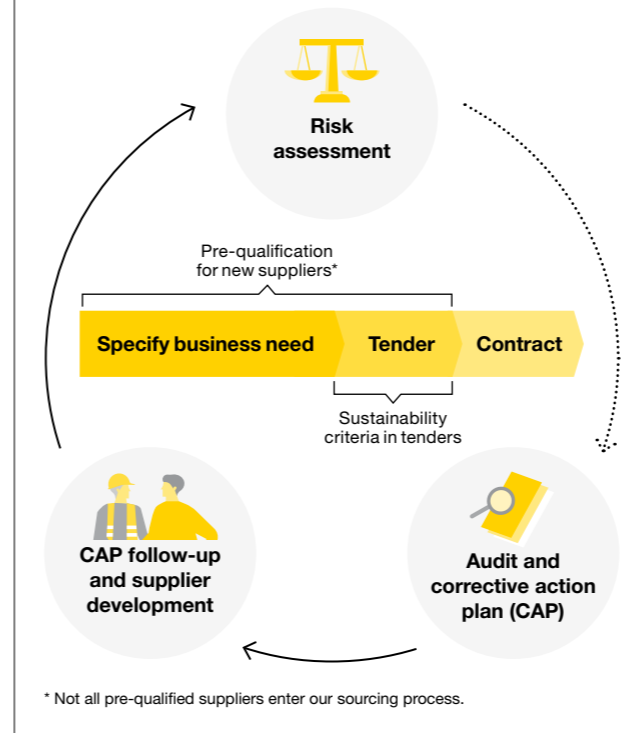 Risk
assessment
Pre-qualification
for new suppliers*
Specify business need
Tender
Contract
Sustainability
criteria in tenders
CAP follow-up
and supplier
development
Audit and
corrective action
plan (CAP)
* Not all pre-qualified suppliers enter our sourcing process.